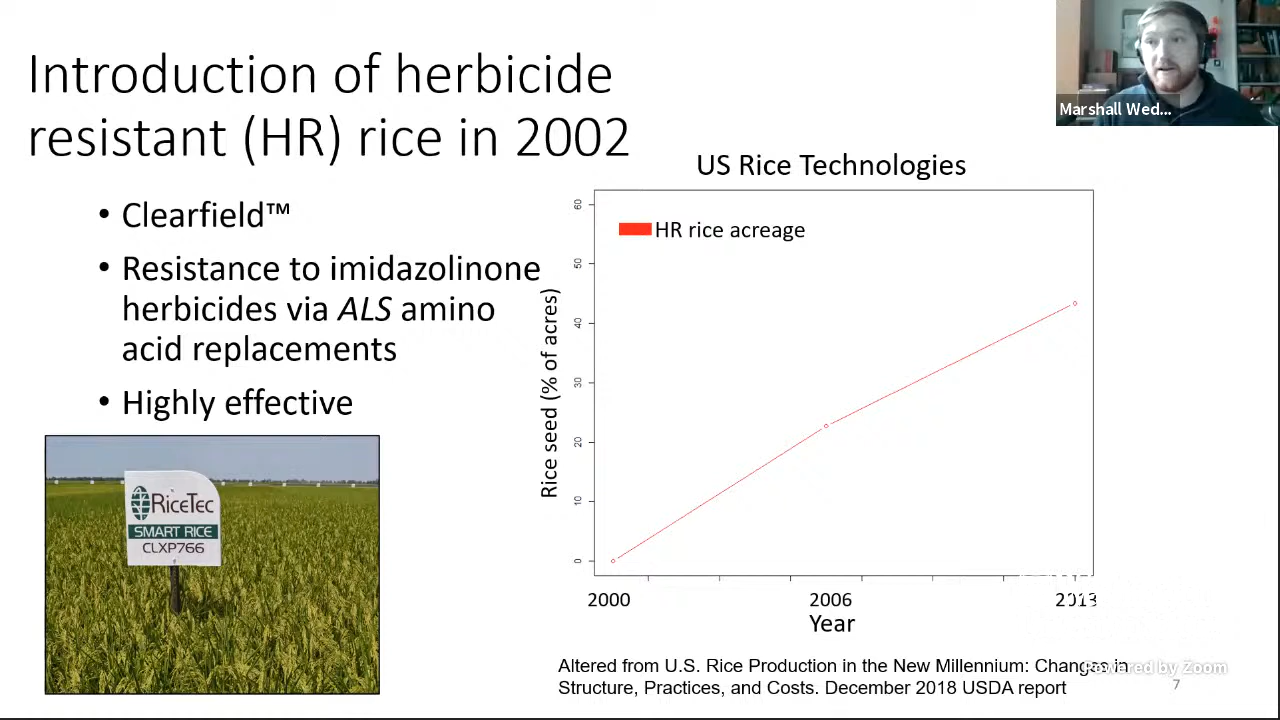 Introduction of herbicide
resistant (HR) rice in 2002
• Clearfield™
• Resistance to imidazolinone
herbicides via ALS amino
acid replacements
• Highly effective
RiceTec
SMART RICE
CLXP766
Marshall Wed...
US Rice Technologies
HR rice acreage
Rice seed (% of acres)
60
50
40
30
20
10
0
2000 2006 2013
Year
Altered from U.S. Rice Production in the New Millennium: Changes in
Structure, Practices, and Costs. December 2018 USDA report
Powered by Zoom
7